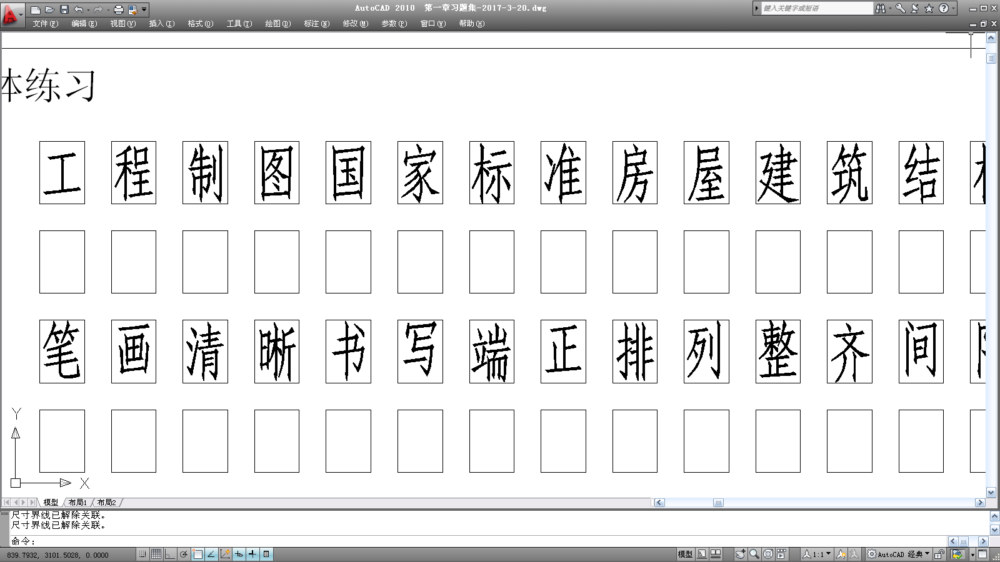 AutoCAD 2010 第一章习题集-2017-3-20.dwg
键入关键字或短语
文件(F) 编辑(E) 视图(V) 插入(I) 格式(O) 工具(T) 绘图(D) 标注(N) 修改(M) 参数(P) 窗口(W) 帮助(H)
体练习
工程制图国家标准房屋建筑结
笔画清晰书写端正排列整齐间
Y
X
模型 布局1 布局2
尺寸界线已解除关联。
尺寸界线已解除关联。
命令:
839.7932, 3101.5028, 0.0000 模型 1:1 AutoCAD 经典